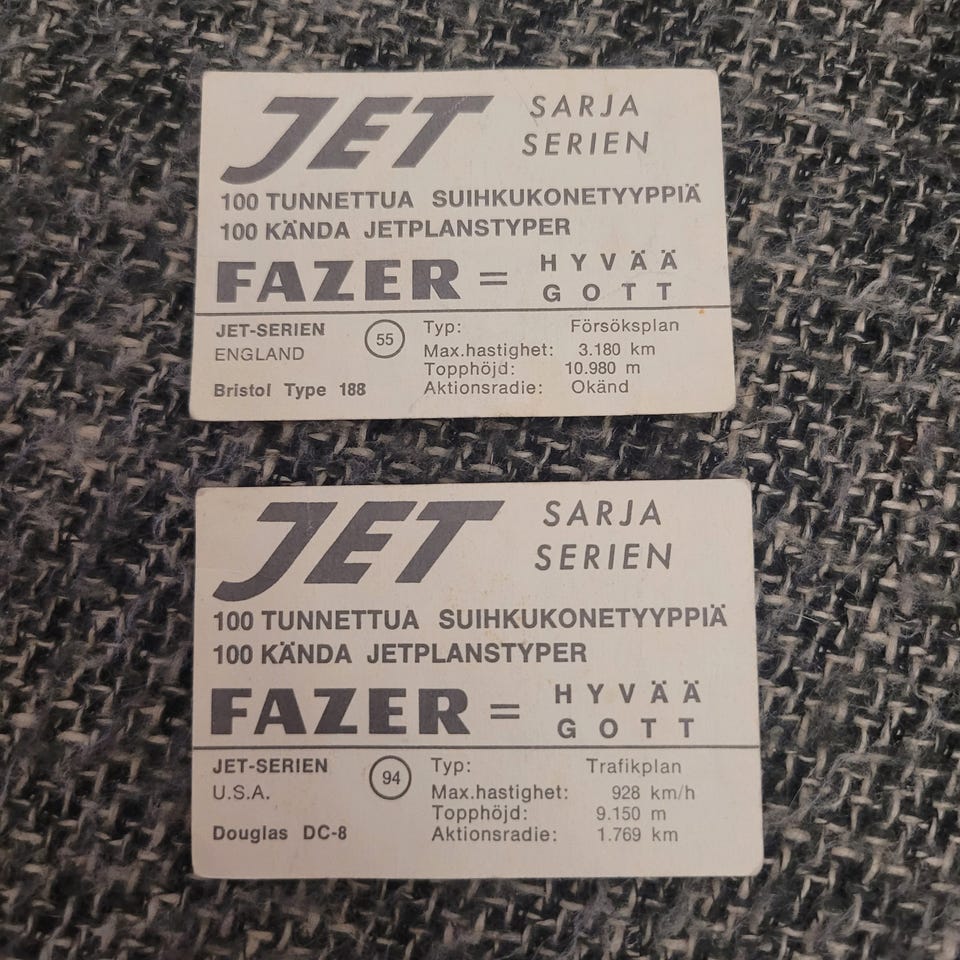 JET SARJA
SERIEN
100 TUNNETTUA SUIHKUKONETYYPPIÄ
100 KÄNDA JETPLANSTYPER
FAZER = HYVÄÄ
GOTT
JET-SERIEN 55 Typ: Försöksplan
ENGLAND Max.hastighet: 3.180 km
Topphöjd: 10.980 m
Bristol Type 188 Aktionsradie: Okänd
JET SARJA
SERIEN
100 TUNNETTUA SUIHKUKONETYYPPIÄ
100 KÄNDA JETPLANSTYPER
FAZER = HYVÄÄ
GOTT
JET-SERIEN 94 Typ: Trafikplan
U.S.A. Max.hastighet: 928 km/h
Topphöjd: 9.150 m
Douglas DC-8 Aktionsradie: 1.769 km